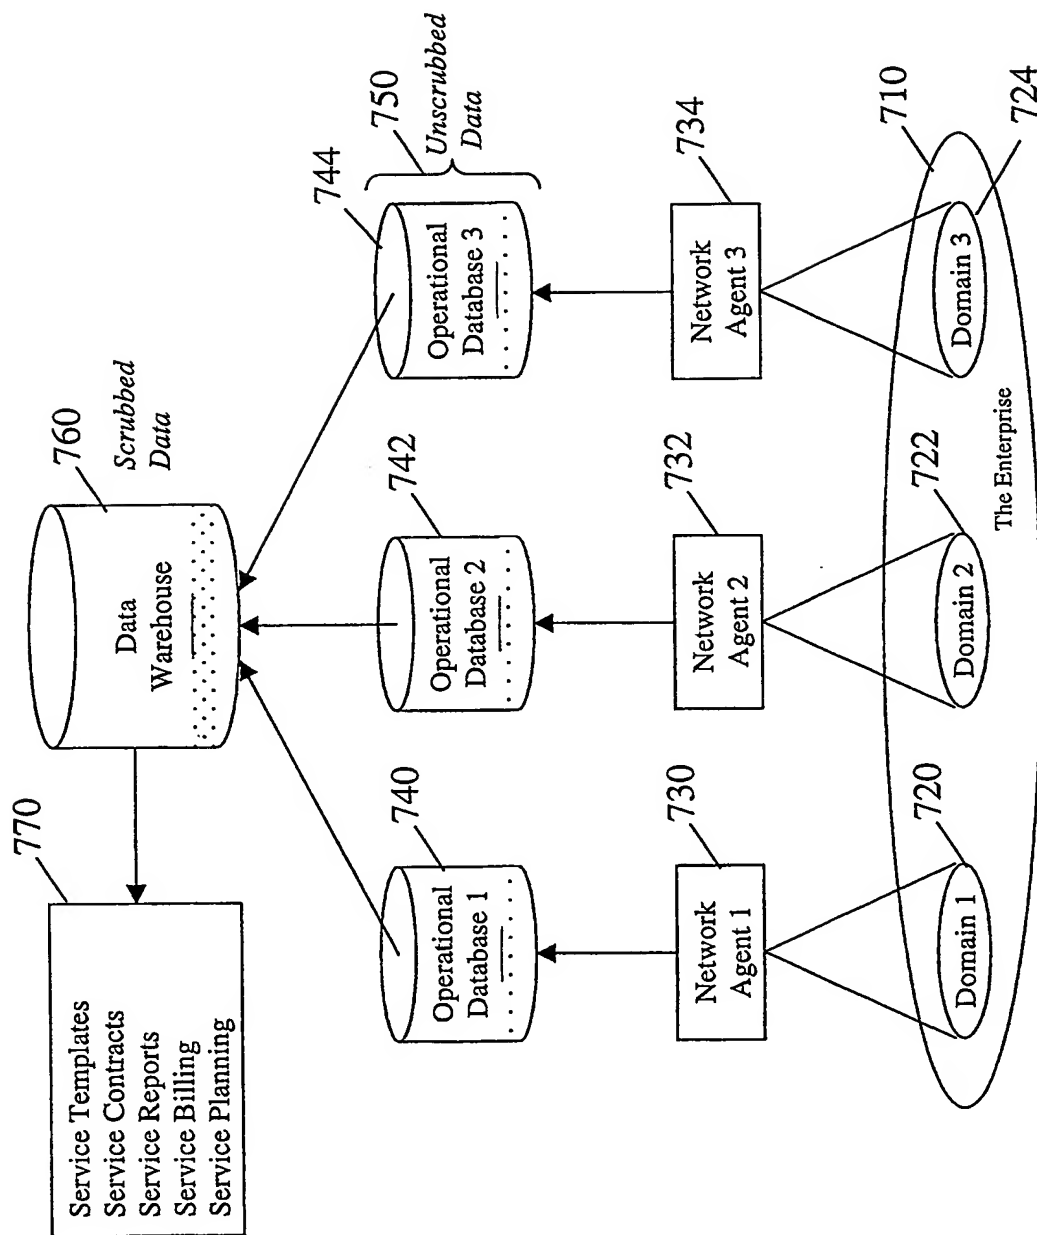 770
Service Templates
Service Contracts
Service Reports
Service Billing
Service Planning
760
Scrubbed
Data
Data
Warehouse
740
Operational
Database 1
742
Operational
Database 2
744
750
Unscrubbed
Data
Operational
Database 3
730
Network
Agent 1
732
Network
Agent 2
734
Network
Agent 3
710
720
Domain 1
722
Domain 2
724
Domain 3
The Enterprise